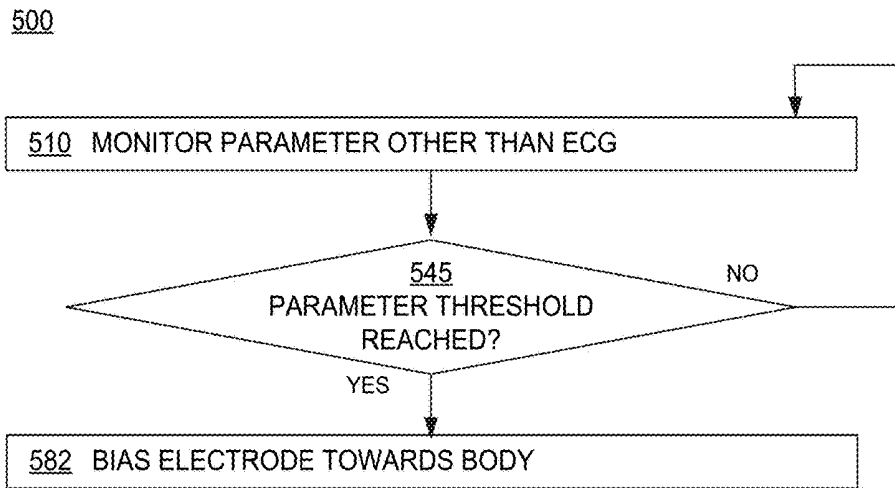 500
510 MONITOR PARAMETER OTHER THAN ECG
545
PARAMETER THRESHOLD
REACHED?
NO
YES
582 BIAS ELECTRODE TOWARDS BODY